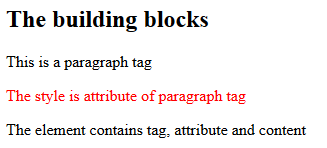 The building blocks
This is a paragraph tag
The style is attribute of paragraph tag
The element contains tag, attribute and content